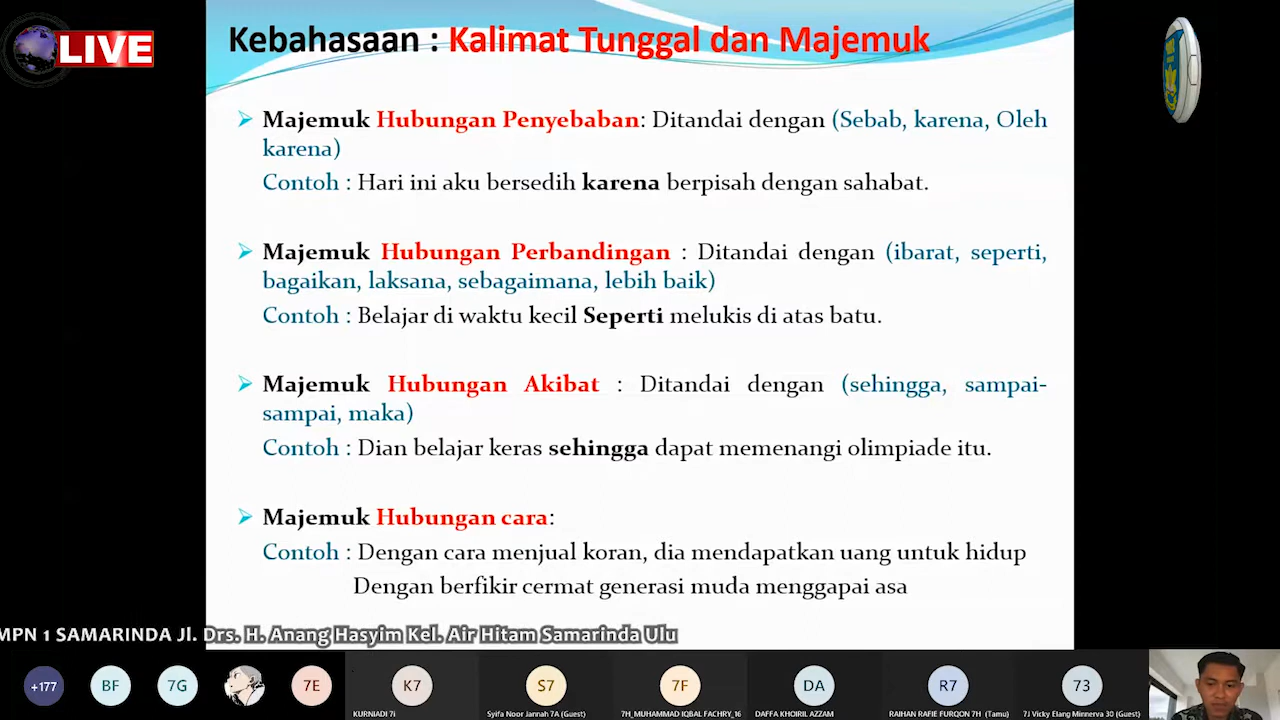 LIVE
Kebahasaan : Kalimat Tunggal dan Majemuk
Majemuk Hubungan Penyebaban: Ditandai dengan (Sebab, karena, Oleh
karena)
Contoh : Hari ini aku bersedih karena berpisah dengan sahabat.
Majemuk Hubungan Perbandingan : Ditandai dengan (ibarat, seperti,
bagaikan, laksana, sebagaimana, lebih baik)
Contoh : Belajar di waktu kecil Seperti melukis di atas batu.
Majemuk Hubungan Akibat : Ditandai dengan (sehingga, sampai-
sampai, maka)
Contoh : Dian belajar keras sehingga dapat memenangi olimpiade itu.
Majemuk Hubungan cara:
Contoh : Dengan cara menjual koran, dia mendapatkan uang untuk hidup
Dengan berfikir cermat generasi muda menggapai asa
MPN 1 SAMARINDA Jl. Drs. H. Anang Hasyim Kel. Air Hitam Samarinda Ulu
+177 BF 7G 7E K7 S7 7F DA R7 73
KURNIADI 7i Syifa Noor Jannah 7A (Guest) 7H_MUHAMMAD IQBAL FACHRY_16 DAFFA KHOIRIL AZZAM RAIHAN RAFIE FURQON 7H (Tamu) 7J Vicky Elang Minnerva 30 (Guest)